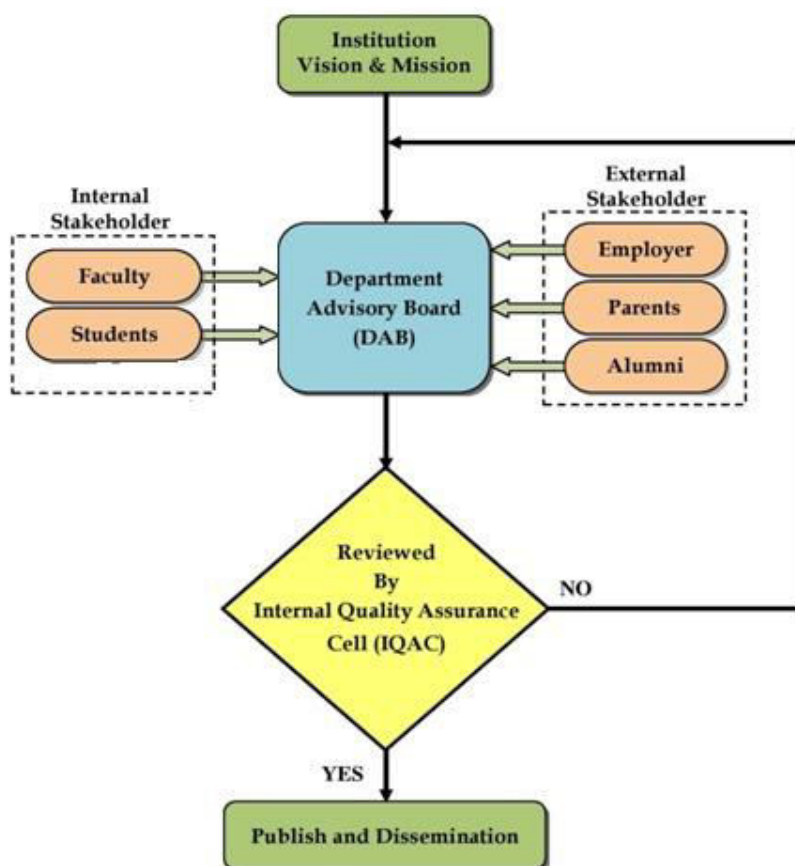 Institution
Vision & Mission
Internal
Stakeholder
External
Stakeholder
Faculty
Students
Department
Advisory Board
(DAB)
Employer
Parents
Alumni
Reviewed
By
Internal Quality Assurance
Cell (IQAC)
NO
YES
Publish and Dissemination